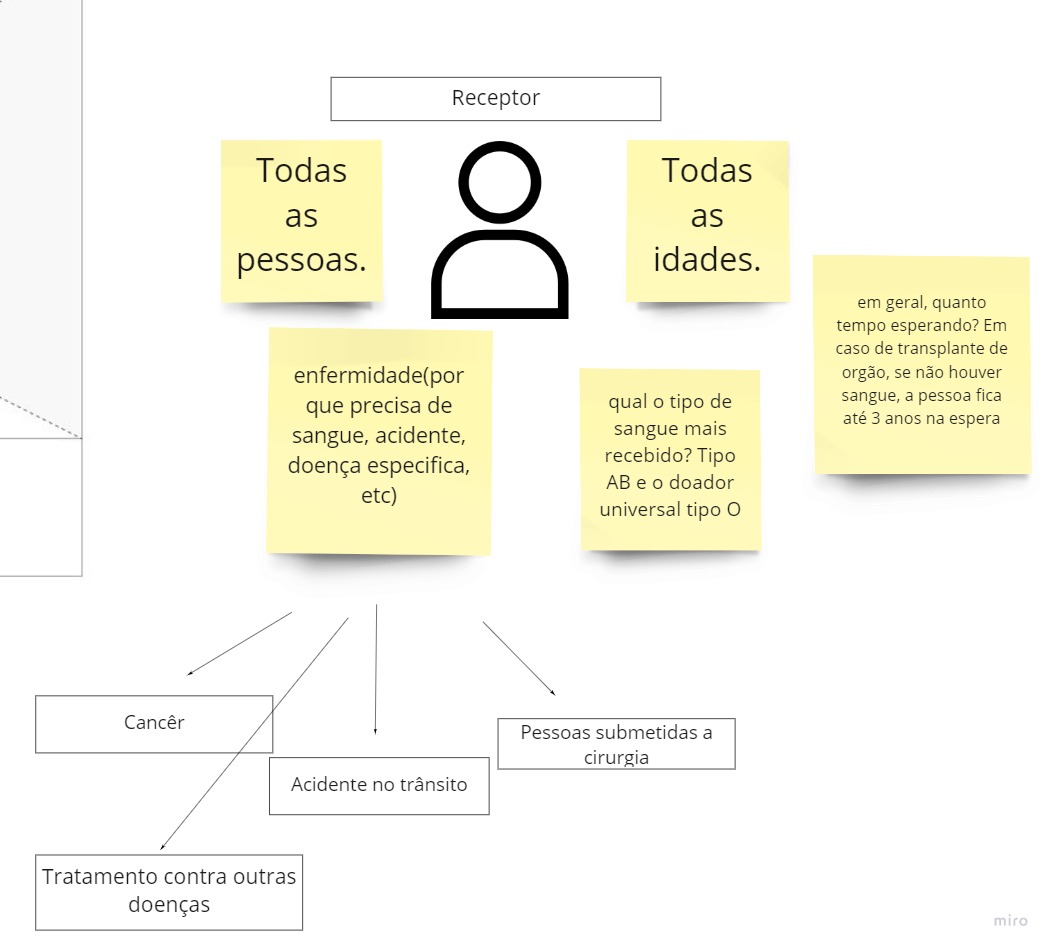 Receptor
Todas
as
pessoas.
Todas
as
idades.
em geral, quanto
tempo esperando? Em
caso de transplante de
orgão, se não houver
sangue, a pessoa fica
até 3 anos na espera
enfermidade(por
que precisa de
sangue, acidente,
doença especifica,
etc)
qual o tipo de
sangue mais
recebido? Tipo
AB e o doador
universal tipo O
Cancêr
Pessoas submetidas a
cirurgia
Acidente no trânsito
Tratamento contra outras
doenças
miro